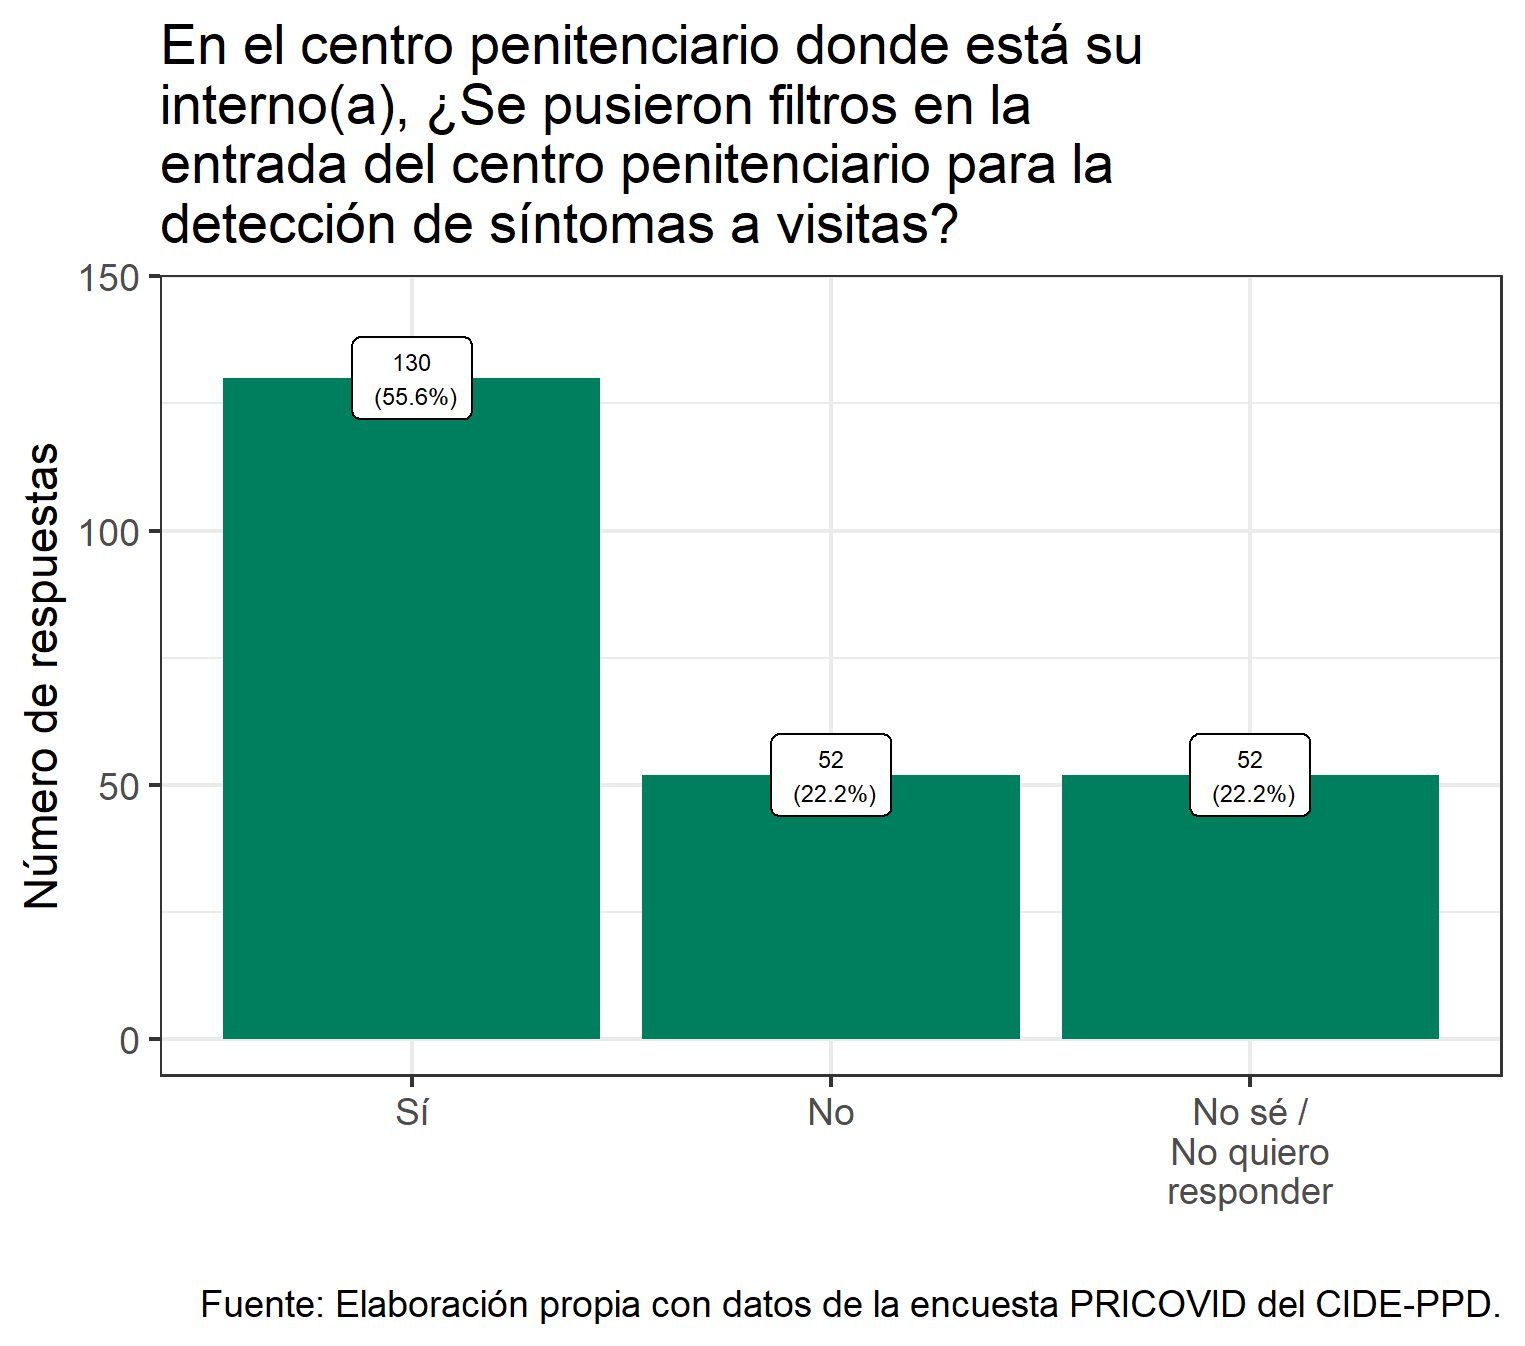 En el centro penitenciario donde está su
interno(a), ¿Se pusieron filtros en la
entrada del centro penitenciario para la
detección de síntomas a visitas?
Número de respuestas
150
100
50
0
130
(55.6%)
52
(22.2%)
52
(22.2%)
Sí
No
No sé /
No quiero
responder
Fuente: Elaboración propia con datos de la encuesta PRICOVID del CIDE-PPD.